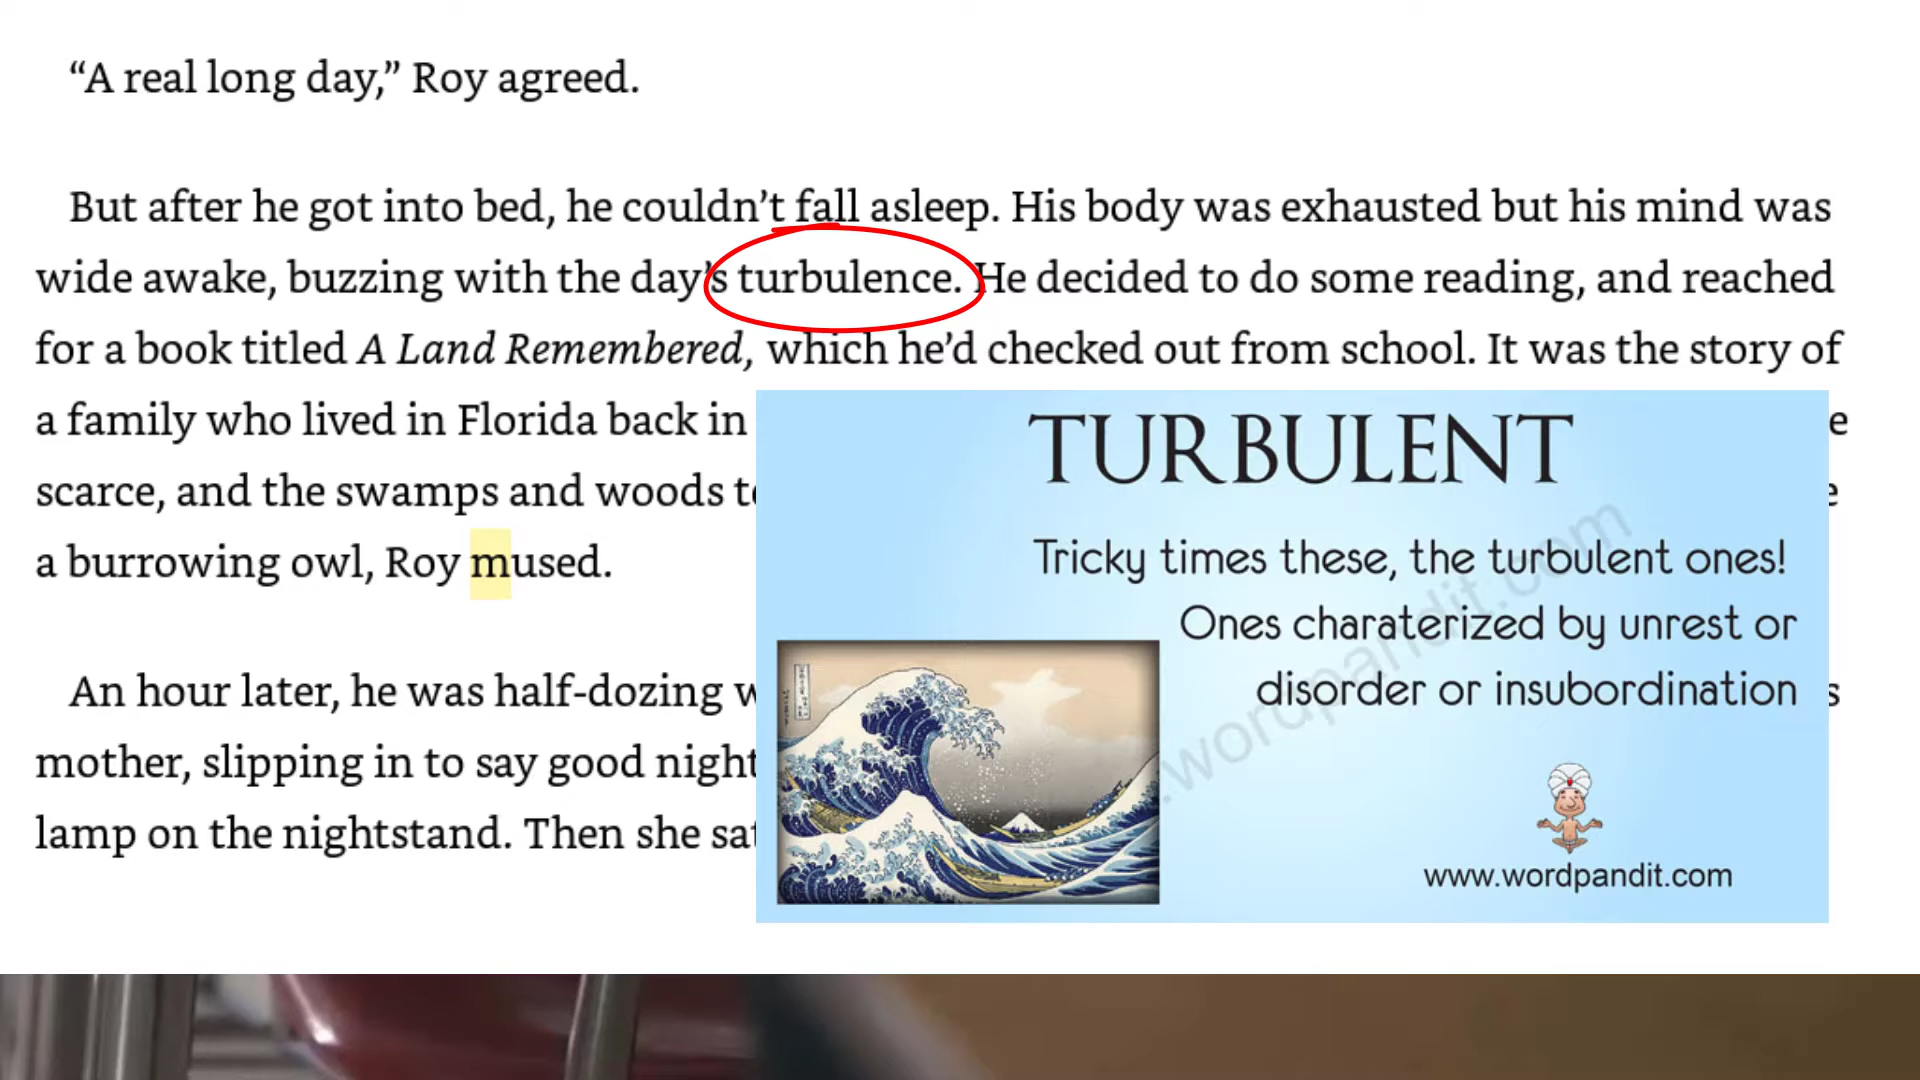 “A real long day,” Roy agreed.
But after he got into bed, he couldn’t fall asleep. His body was exhausted but his mind was
wide awake, buzzing with the day’s turbulence. He decided to do some reading, and reached
for a book titled A Land Remembered, which he’d checked out from school. It was the story of
a family who lived in Florida back in
scarce, and the swamps and woods
a burrowing owl, Roy mused.
An hour later, he was half-dozing
mother, slipping in to say good night
lamp on the nightstand. Then she
TURBULENT
Tricky times these, the turbulent ones!
Ones charaterized by unrest or
disorder or insubordination
.wordpandit.com
www.wordpandit.com